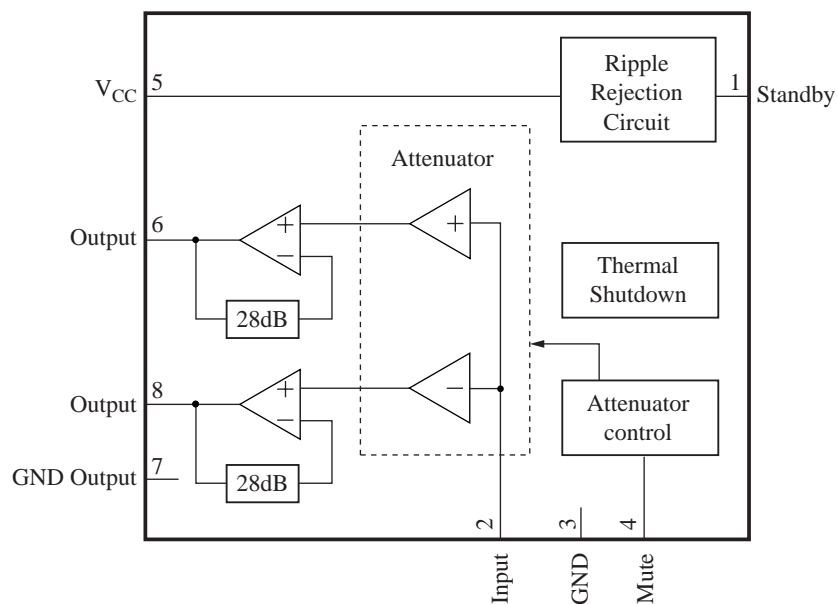 V_CC
5
Ripple
Rejection
Circuit
1
Standby
Attenuator
Output
6
+
−
+
28dB
Thermal
Shutdown
Output
8
+
−
−
28dB
Attenuator
control
GND Output
7
2
3
4
Input
GND
Mute